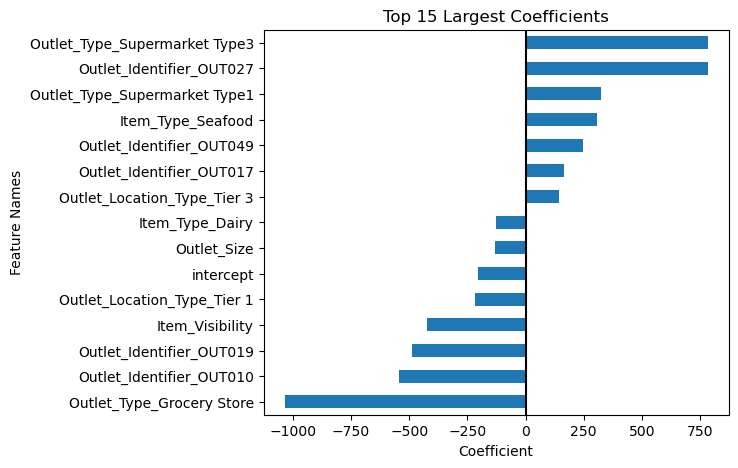 Top 15 Largest Coefficients
Outlet_Type_Supermarket Type3
Outlet_Identifier_OUT027
Outlet_Type_Supermarket Type1
Item_Type_Seafood
Outlet_Identifier_OUT049
Outlet_Identifier_OUT017
Outlet_Location_Type_Tier 3
Item_Type_Dairy
Outlet_Size
intercept
Outlet_Location_Type_Tier 1
Item_Visibility
Outlet_Identifier_OUT019
Outlet_Identifier_OUT010
Outlet_Type_Grocery Store
Feature Names
−1000 −750 −500 −250 0 250 500 750
Coefficient